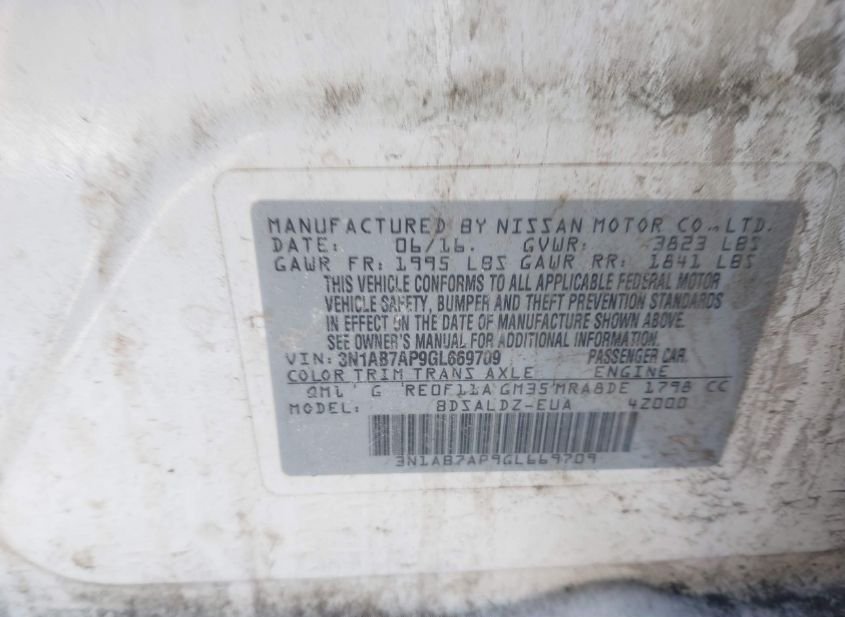 MANUFACTURED BY NISSAN MOTOR CO., LTD.
DATE: 06/16. GVWR: 3823 LBS
GAWR FR: 1995 LBS GAWR RR: 1841 LBS
THIS VEHICLE CONFORMS TO ALL APPLICABLE FEDERAL MOTOR
VEHICLE SAFETY, BUMPER AND THEFT PREVENTION STANDARDS
IN EFFECT ON THE DATE OF MANUFACTURE SHOWN ABOVE.
SEE OWNER'S MANUAL FOR ADDITIONAL INFORMATION.
VIN: 3N1AB7AP9GL669709 PASSENGER CAR
COLOR TRIM TRANS AXLE ENGINE
QM1 G RE0F11A GM35 MRA8DE 1798 CC
MODEL: BDSALDZ-EUA 42000
3N1AB7AP9GL669709